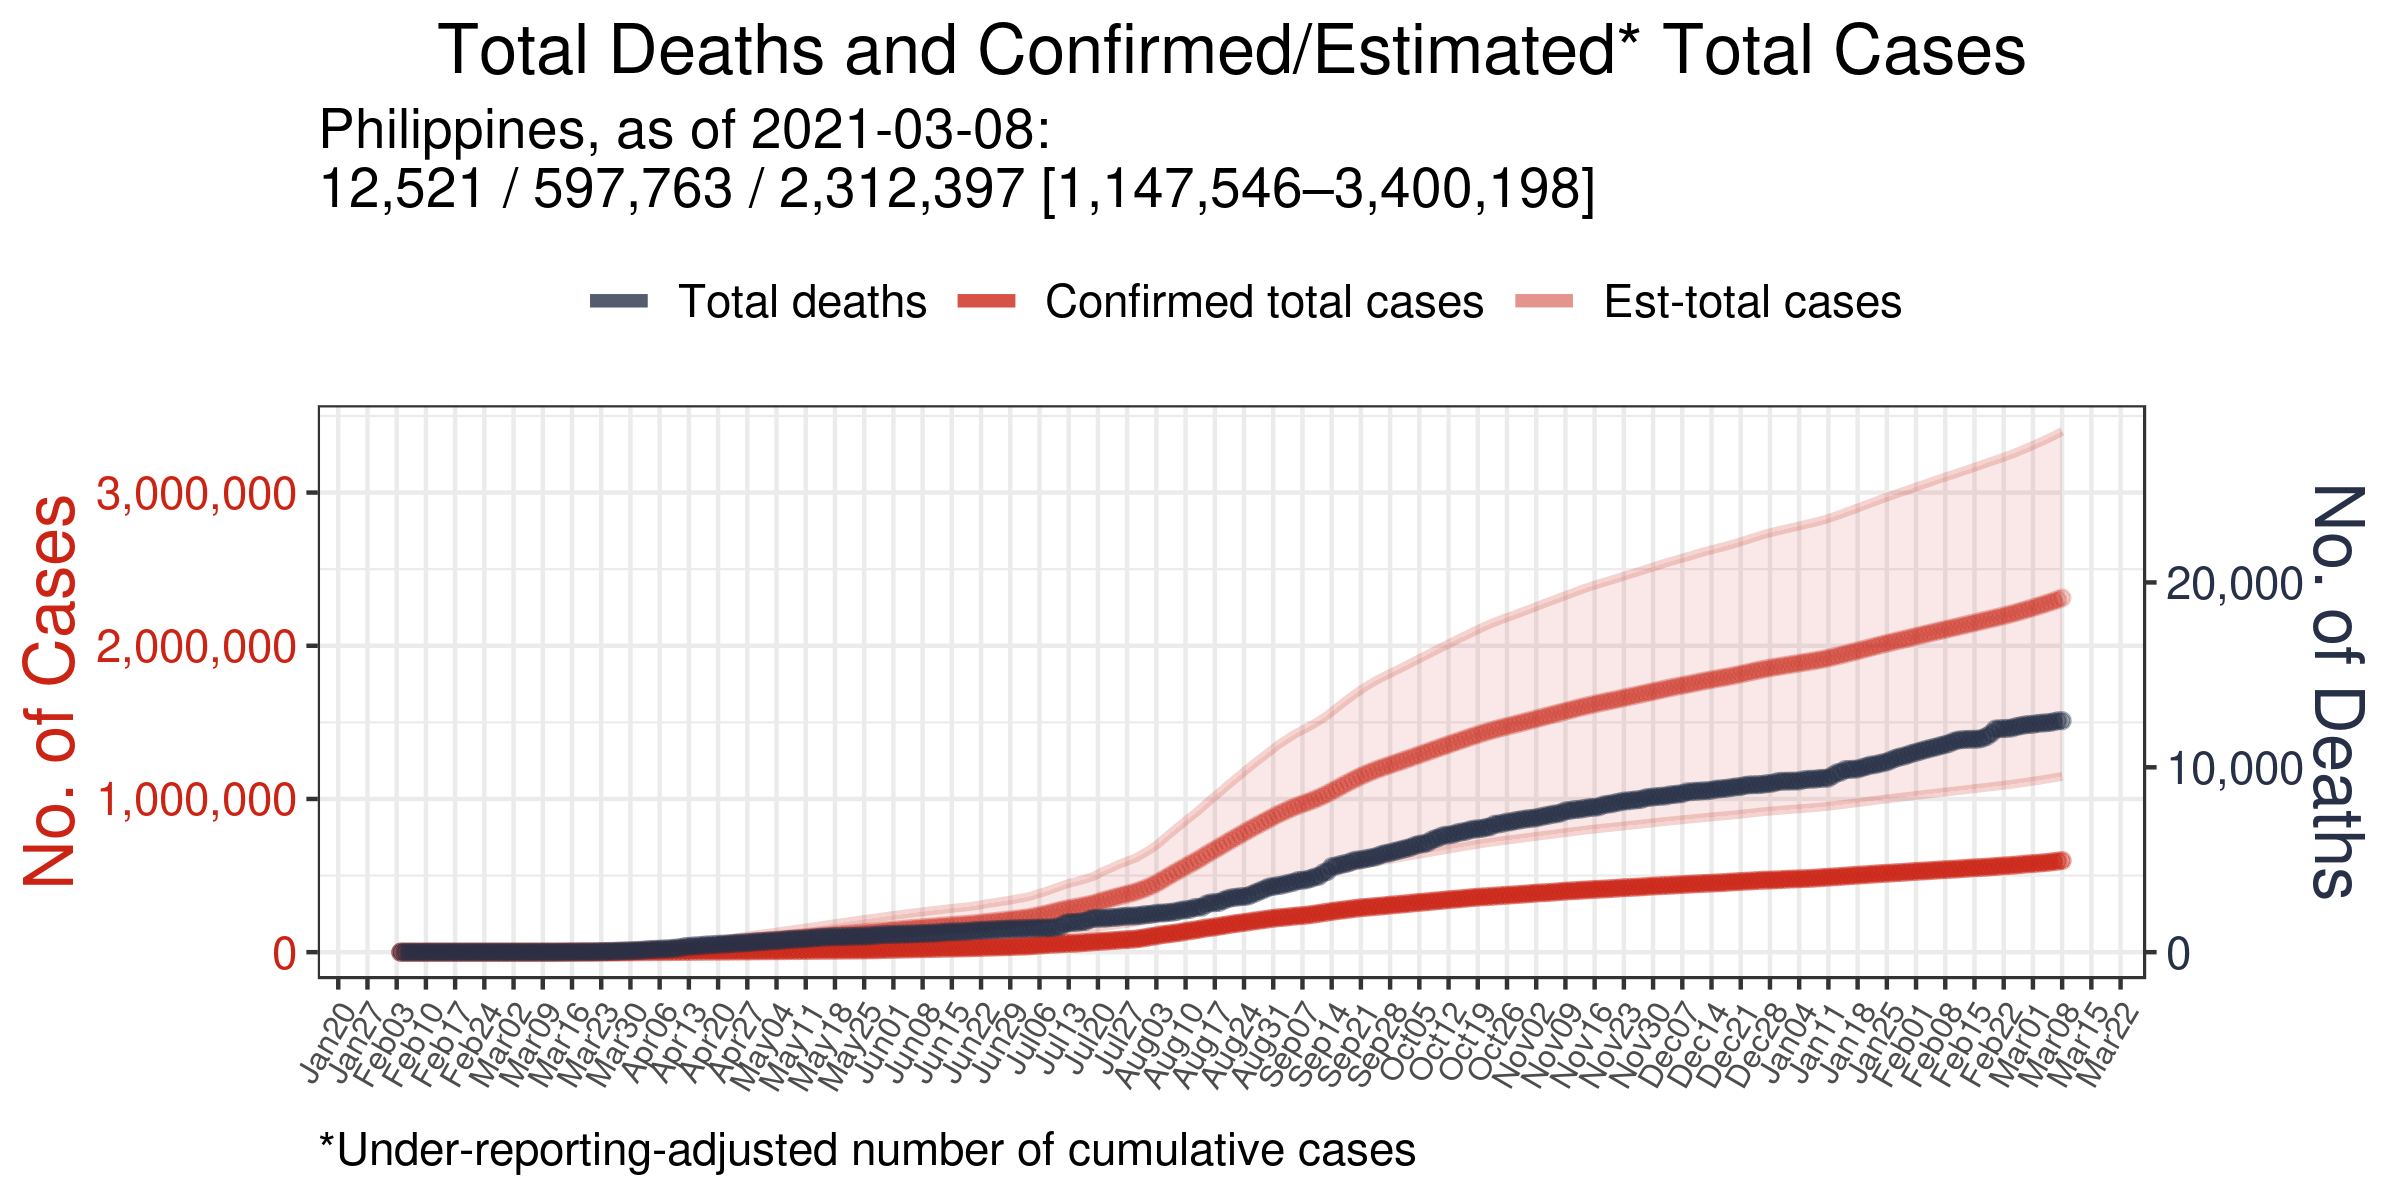 Total Deaths and Confirmed/Estimated* Total Cases
Philippines, as of 2021-03-08:
12,521 / 597,763 / 2,312,397 [1,147,546–3,400,198]
Total deaths
Confirmed total cases
Est-total cases
No. of Cases
3,000,000
2,000,000
1,000,000
0
20,000
10,000
0
No. of Deaths
Jan20
Jan27
Feb03
Feb10
Feb17
Feb24
Mar02
Mar09
Mar16
Mar23
Mar30
Apr06
Apr13
Apr20
Apr27
May04
May11
May18
May25
Jun01
Jun08
Jun15
Jun22
Jun29
Jul06
Jul13
Jul20
Jul27
Aug03
Aug10
Aug17
Aug24
Aug31
Sep07
Sep14
Sep21
Sep28
Oct05
Oct12
Oct19
Oct26
Nov02
Nov09
Nov16
Nov23
Nov30
Dec07
Dec14
Dec21
Dec28
Jan04
Jan11
Jan18
Jan25
Feb01
Feb08
Feb15
Feb22
Mar01
Mar08
Mar15
Mar22
*Under-reporting-adjusted number of cumulative cases